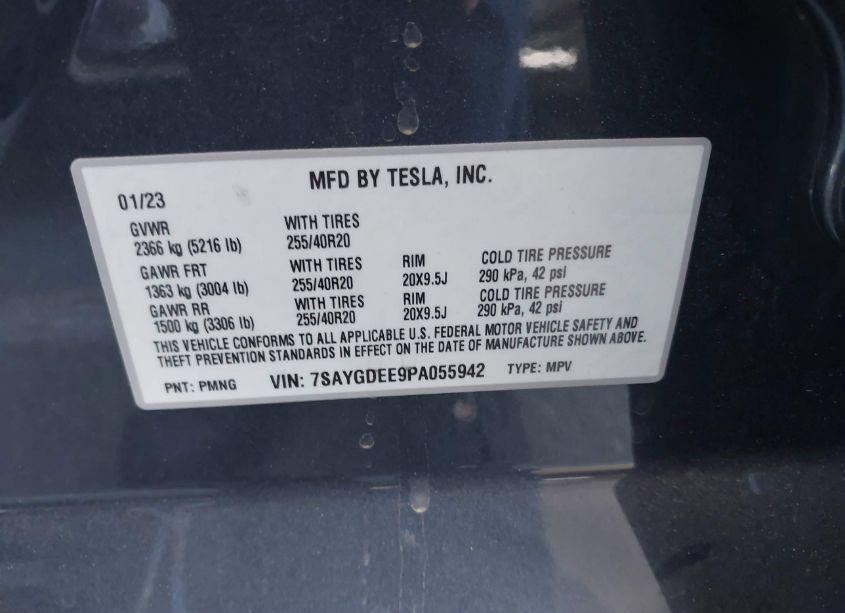 MFD BY TESLA, INC.
01/23
GVWR WITH TIRES
2366 kg (5216 lb) 255/40R20
GAWR FRT WITH TIRES RIM COLD TIRE PRESSURE
1363 kg (3004 lb) 255/40R20 20X9.5J 290 kPa, 42 psi
GAWR RR WITH TIRES RIM COLD TIRE PRESSURE
1500 kg (3306 lb) 255/40R20 20X9.5J 290 kPa, 42 psi
THIS VEHICLE CONFORMS TO ALL APPLICABLE U.S. FEDERAL MOTOR VEHICLE SAFETY AND
THEFT PREVENTION STANDARDS IN EFFECT ON THE DATE OF MANUFACTURE SHOWN ABOVE.
PNT: PMNG VIN: 7SAYGDEE9PA055942 TYPE: MPV